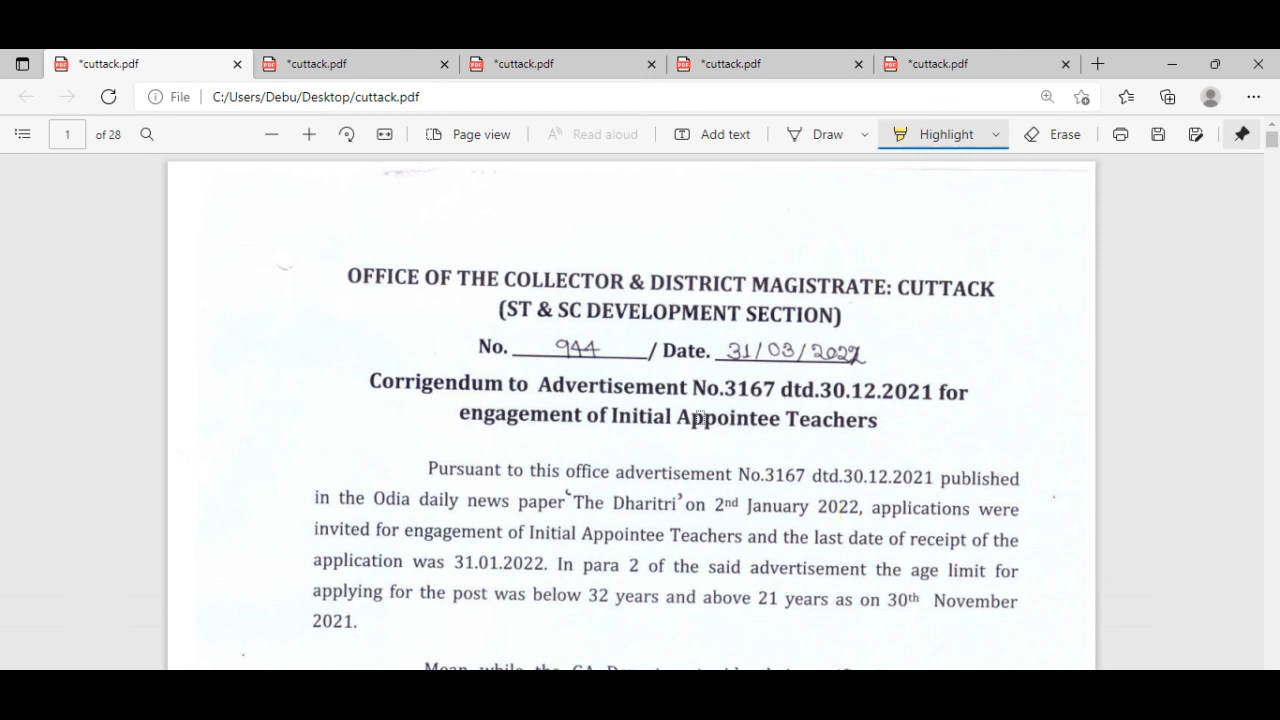 *cuttack.pdf
*cuttack.pdf
*cuttack.pdf
*cuttack.pdf
*cuttack.pdf
File
C:/Users/Debu/Desktop/cuttack.pdf
1 of 28
Page view
Read aloud
Add text
Draw
Highlight
Erase
OFFICE OF THE COLLECTOR & DISTRICT MAGISTRATE: CUTTACK
(ST & SC DEVELOPMENT SECTION)
No. 944 / Date. 31/03/2022
Corrigendum to Advertisement No.3167 dtd.30.12.2021 for
engagement of Initial Appointee Teachers
Pursuant to this office advertisement No.3167 dtd.30.12.2021 published
in the Odia daily news paper ‘The Dharitri’ on 2nd January 2022, applications were
invited for engagement of Initial Appointee Teachers and the last date of receipt of the
application was 31.01.2022. In para 2 of the said advertisement the age limit for
applying for the post was below 32 years and above 21 years as on 30th November
2021.
Mean while the GA